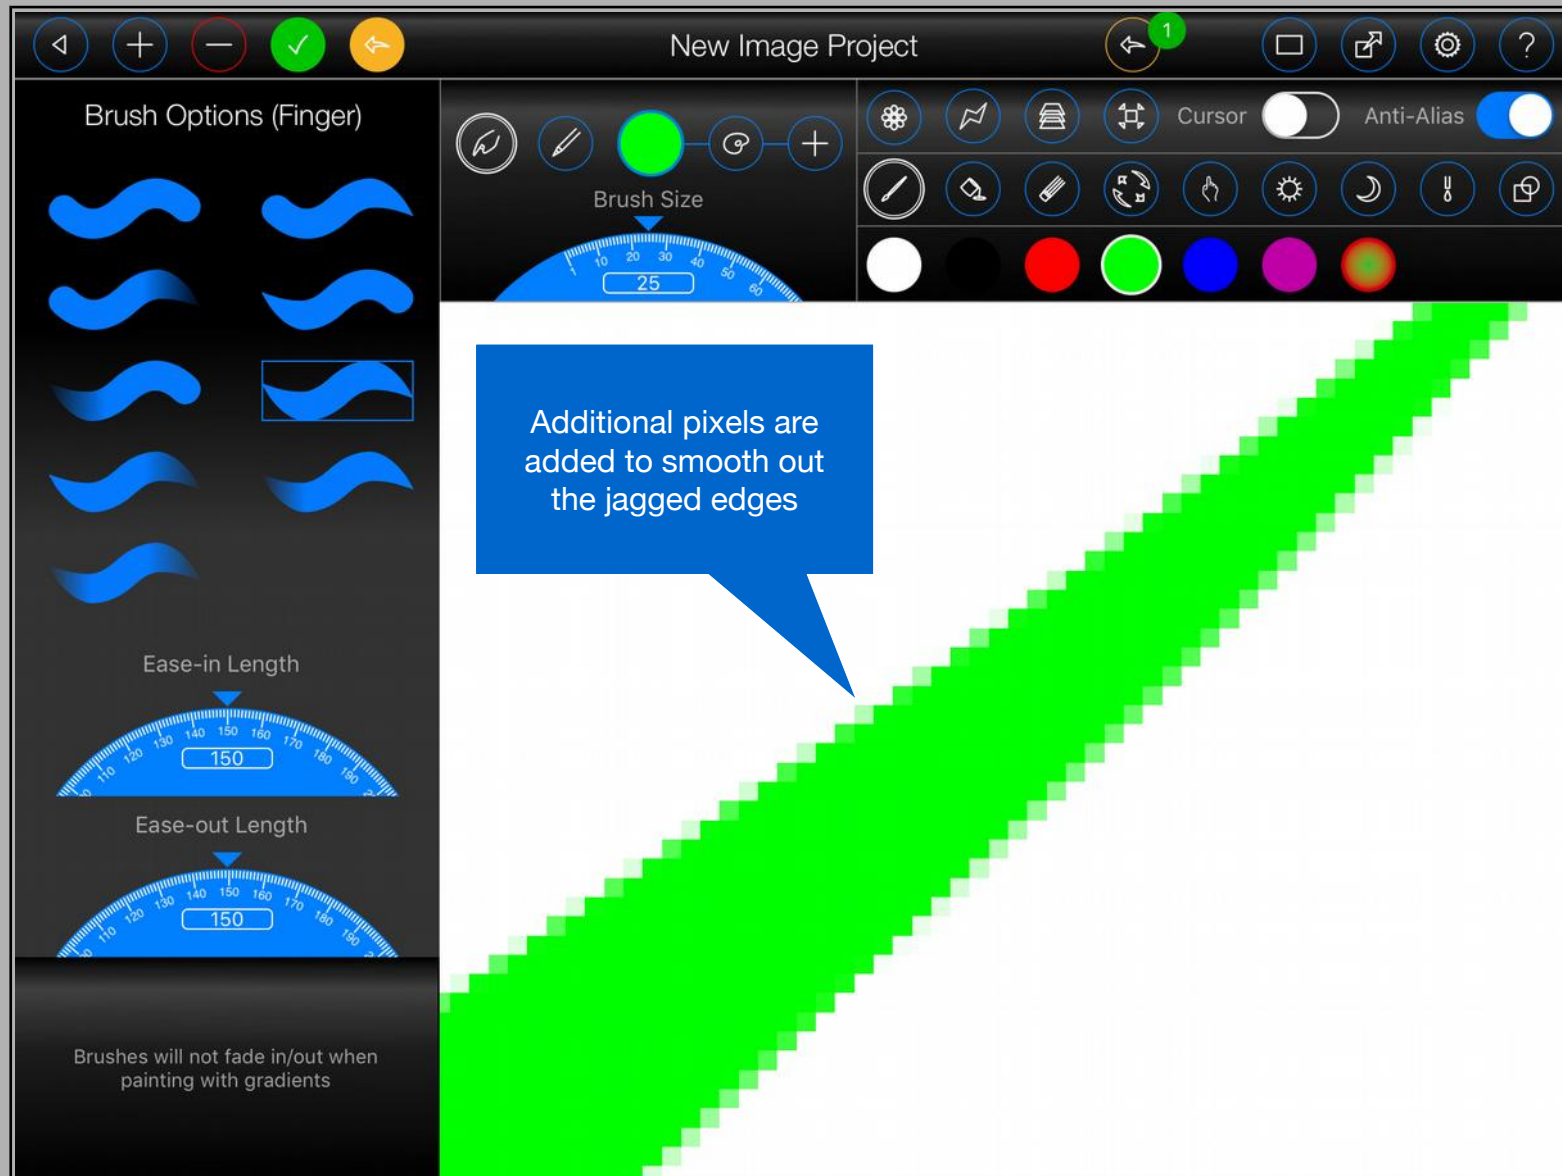 New Image Project
1
?
Brush Options (Finger)
Cursor
Anti-Alias
Brush Size
1 10 20 30 40 50 60
25
Additional pixels are
added to smooth out
the jagged edges
Ease-in Length
110 120 130 140 150 160 170 180 190
150
Ease-out Length
110 120 130 140 150 160 170 180 190
150
Brushes will not fade in/out when
painting with gradients